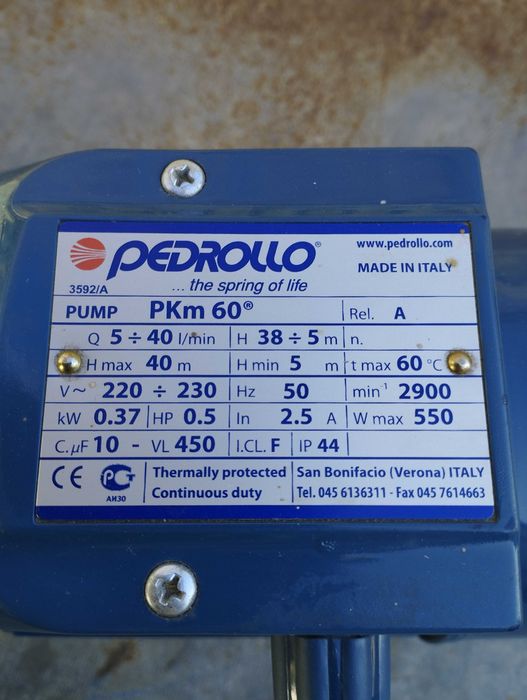 PEDROLLO®
www.pedrollo.com
... the spring of life
MADE IN ITALY
3592/A
PUMP PKm 60® Rel. A
Q 5 ÷ 40 l/min H 38 ÷ 5 m n.
H max 40 m H min 5 m t max 60 °C
V~ 220 ÷ 230 Hz 50 min⁻¹ 2900
kW 0.37 HP 0.5 In 2.5 A W max 550
C.µF 10 - VL 450 I.CL. F IP 44
CE PC Thermally protected San Bonifacio (Verona) ITALY
АИ30 Continuous duty Tel. 045 6136311 - Fax 045 7614663